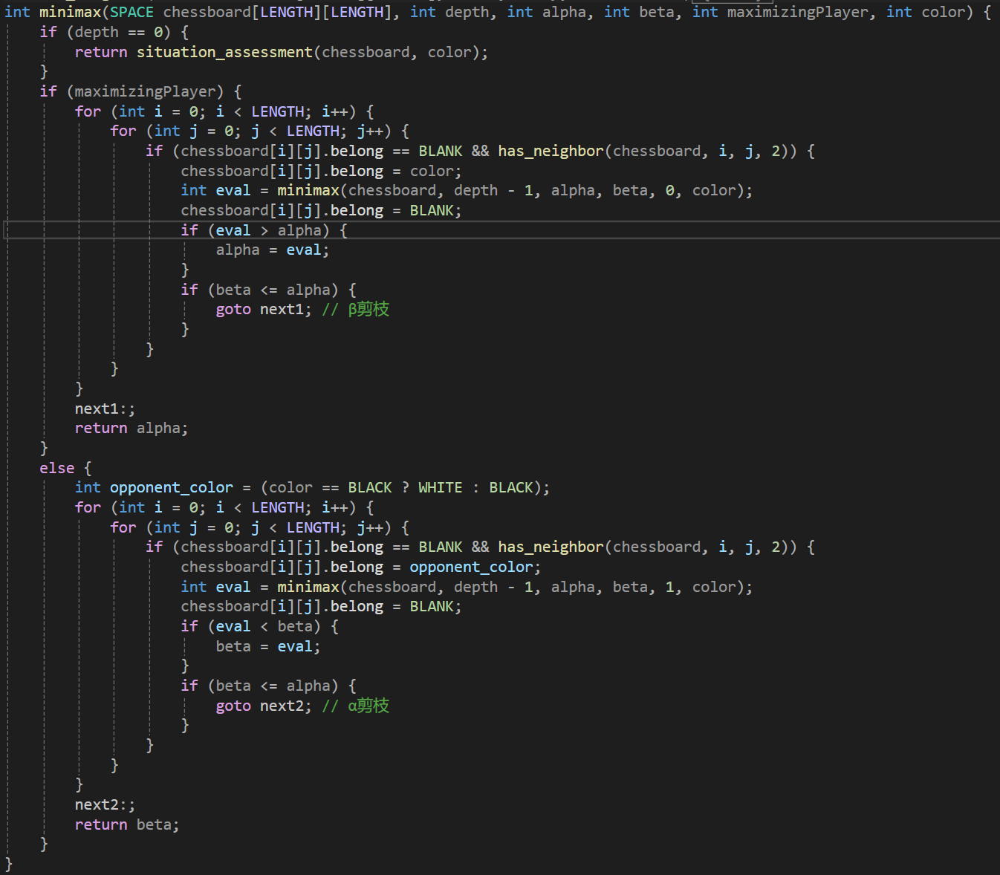 int minimax(SPACE chessboard[LENGTH][LENGTH], int depth, int alpha, int beta, int maximizingPlayer, int color) {
    if (depth == 0) {
        return situation_assessment(chessboard, color);
    }
    if (maximizingPlayer) {
        for (int i = 0; i < LENGTH; i++) {
            for (int j = 0; j < LENGTH; j++) {
                if (chessboard[i][j].belong == BLANK && has_neighbor(chessboard, i, j, 2)) {
                    chessboard[i][j].belong = color;
                    int eval = minimax(chessboard, depth - 1, alpha, beta, 0, color);
                    chessboard[i][j].belong = BLANK;
                    if (eval > alpha) {
                        alpha = eval;
                    }
                    if (beta <= alpha) {
                        goto next1; // β剪枝
                    }
                }
            }
        }
        next1:;
        return alpha;
    }
    else {
        int opponent_color = (color == BLACK ? WHITE : BLACK);
        for (int i = 0; i < LENGTH; i++) {
            for (int j = 0; j < LENGTH; j++) {
                if (chessboard[i][j].belong == BLANK && has_neighbor(chessboard, i, j, 2)) {
                    chessboard[i][j].belong = opponent_color;
                    int eval = minimax(chessboard, depth - 1, alpha, beta, 1, color);
                    chessboard[i][j].belong = BLANK;
                    if (eval < beta) {
                        beta = eval;
                    }
                    if (beta <= alpha) {
                        goto next2; // α剪枝
                    }
                }
            }
        }
        next2:;
        return beta;
    }
}